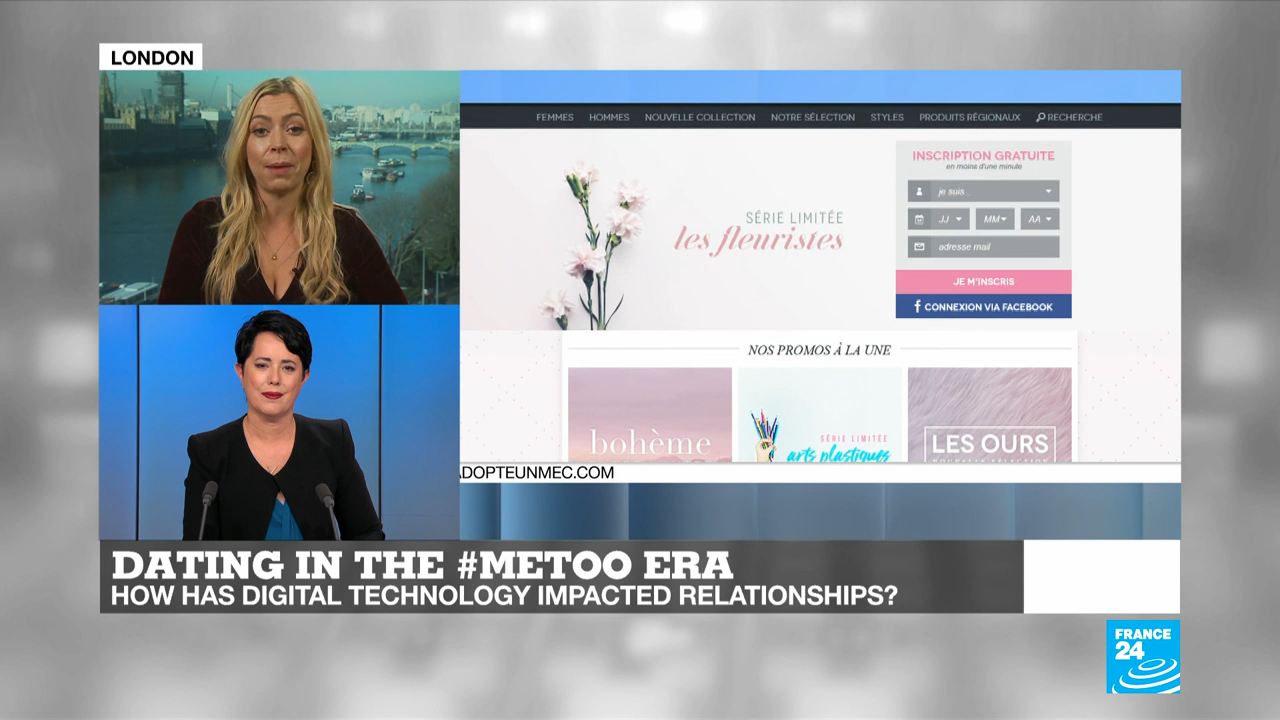 LONDON
FEMMES HOMMES NOUVELLE COLLECTION NOTRE SÉLECTION STYLES PRODUITS RÉGIONAUX RECHERCHE
INSCRIPTION GRATUITE
en moins d'une minute
je suis...
JJ MM AA
adresse mail
JE M'INSCRIS
f CONNEXION VIA FACEBOOK
SÉRIE LIMITÉE
les fleuristes
NOS PROMOS À LA UNE
bohème
SÉRIE LIMITÉE
arts plastiques
LES OURS
ADOPTEUNMEC.COM
DATING IN THE #METOO ERA
HOW HAS DIGITAL TECHNOLOGY IMPACTED RELATIONSHIPS?
FRANCE
24